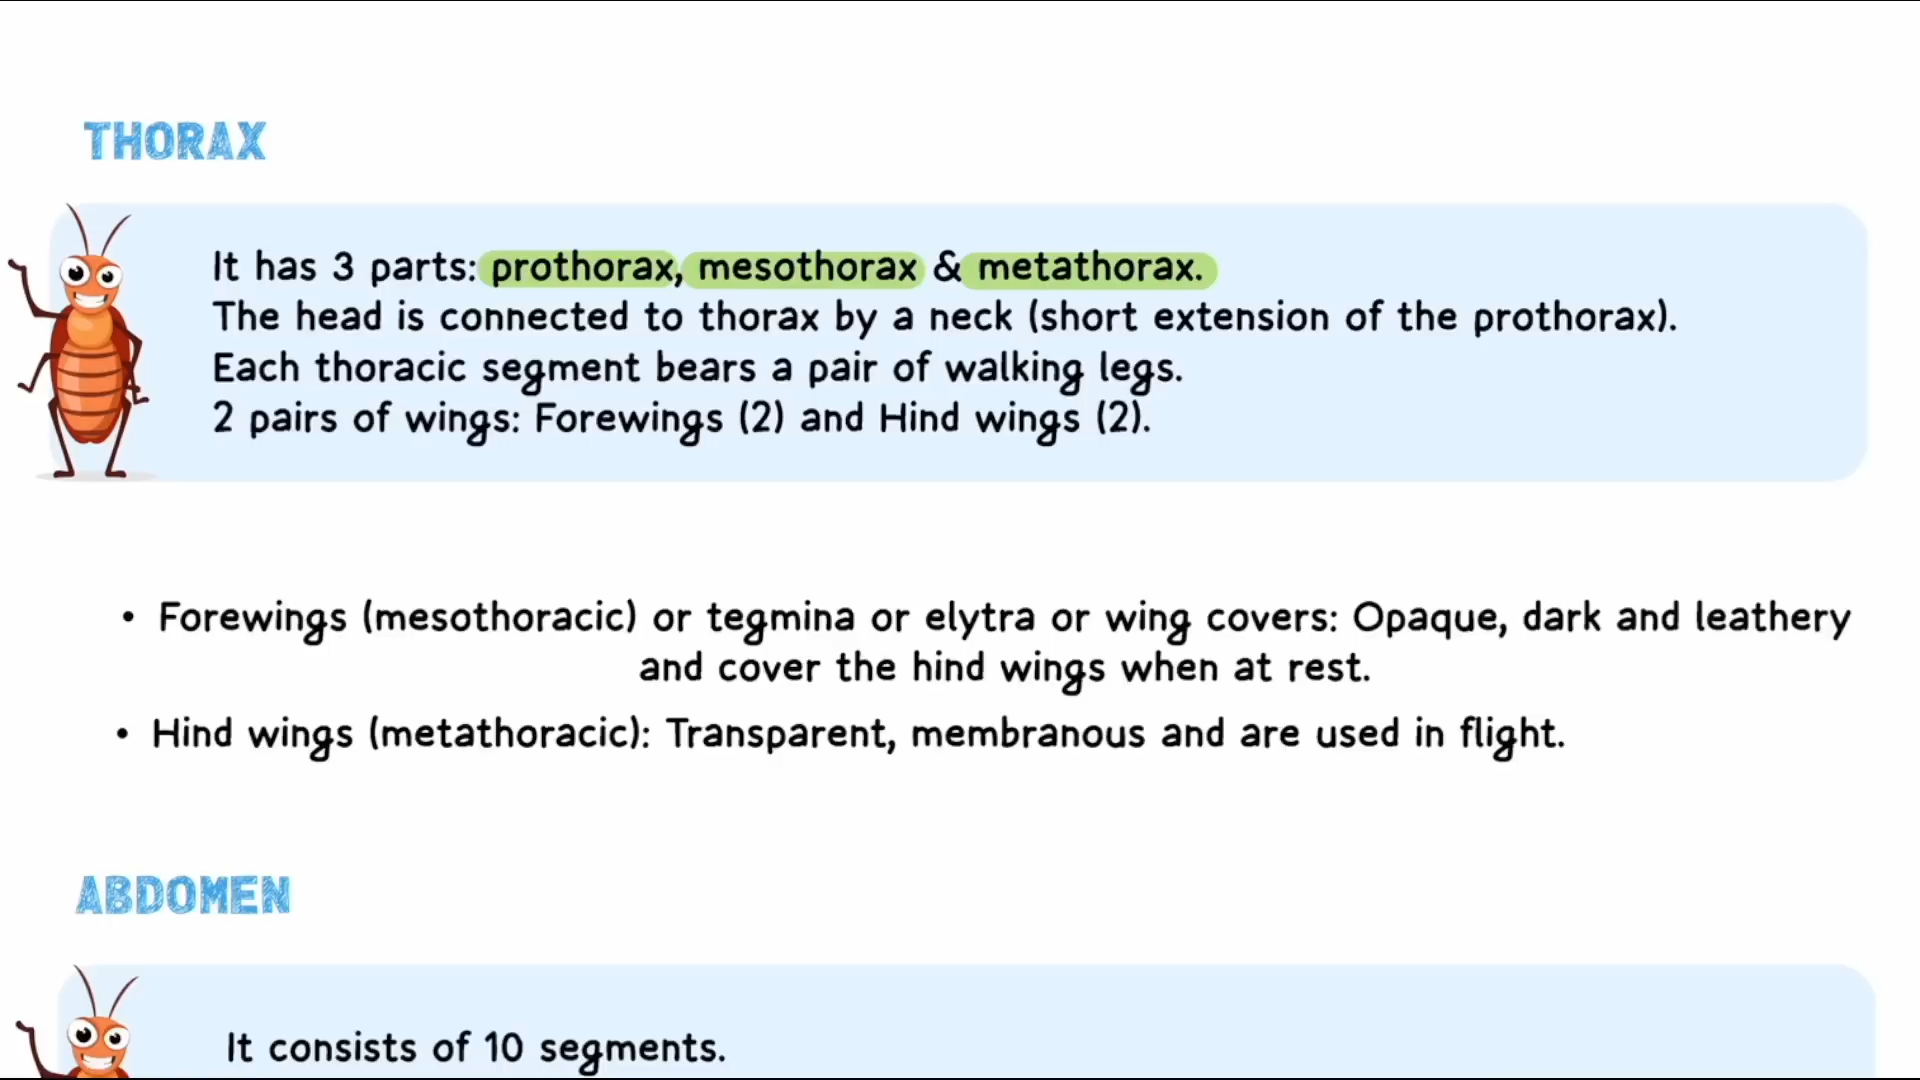 THORAX
It has 3 parts: prothorax, mesothorax & metathorax.
The head is connected to thorax by a neck (short extension of the prothorax).
Each thoracic segment bears a pair of walking legs.
2 pairs of wings: Forewings (2) and Hind wings (2).
• Forewings (mesothoracic) or tegmina or elytra or wing covers: Opaque, dark and leathery
and cover the hind wings when at rest.
• Hind wings (metathoracic): Transparent, membranous and are used in flight.
ABDOMEN
It consists of 10 segments.